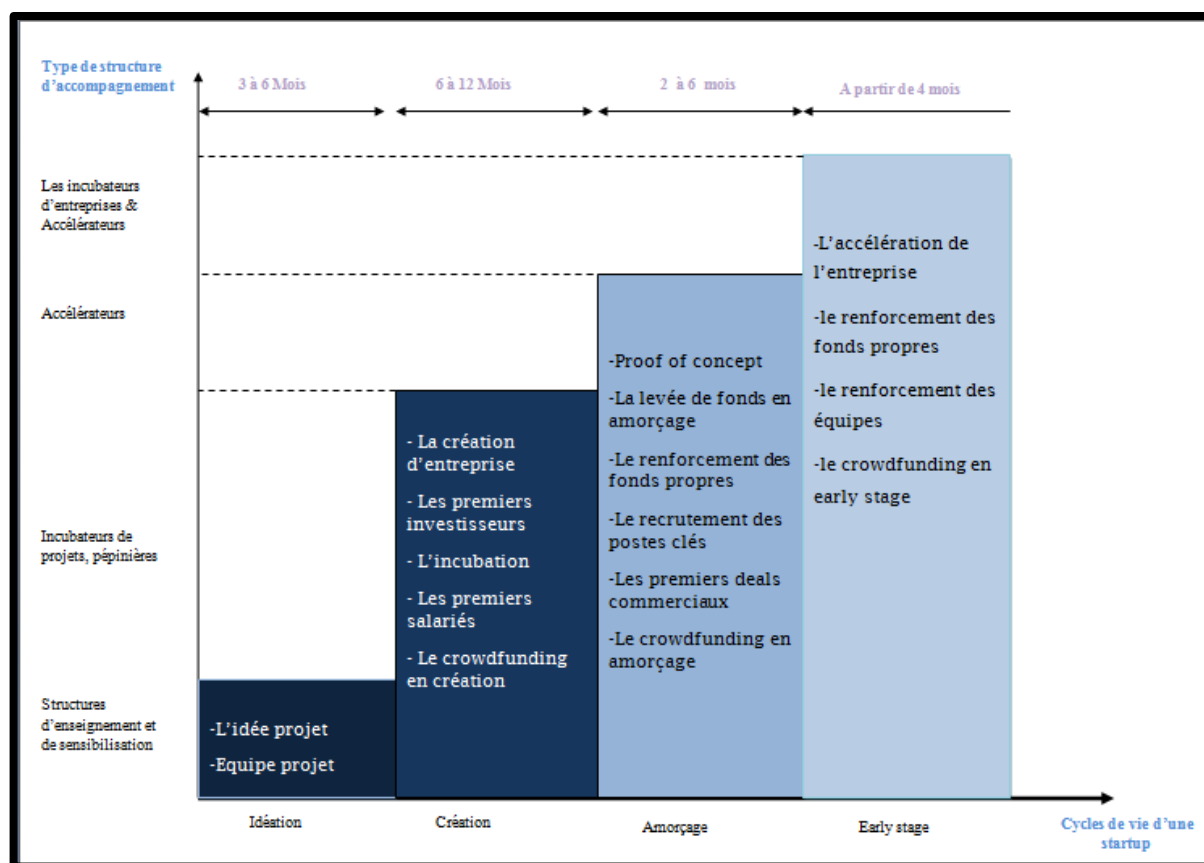 Type de structure
d'accompagnement
3 à 6 Mois
6 à 12 Mois
2 à 6 mois
A partir de 4 mois
Les incubateurs
d'entreprises &
Accélérateurs
Accélérateurs
Incubateurs de
projets, pépinières
Structures
d'enseignement et
de sensibilisation
-L'idée projet
-Equipe projet
- La création
d'entreprise
- Les premiers
investisseurs
- L'incubation
- Les premiers
salariés
- Le crowdfunding
en création
-Proof of concept
-La levée de fonds en
amorçage
-Le renforcement des
fonds propres
-Le recrutement des
postes clés
-Les premiers deals
commerciaux
-Le crowdfunding en
amorçage
-L'accélération de
l'entreprise
-le renforcement des
fonds propres
-le renforcement des
équipes
-le crowdfunding en
early stage
Idéation
Création
Amorçage
Early stage
Cycles de vie d'une
startup